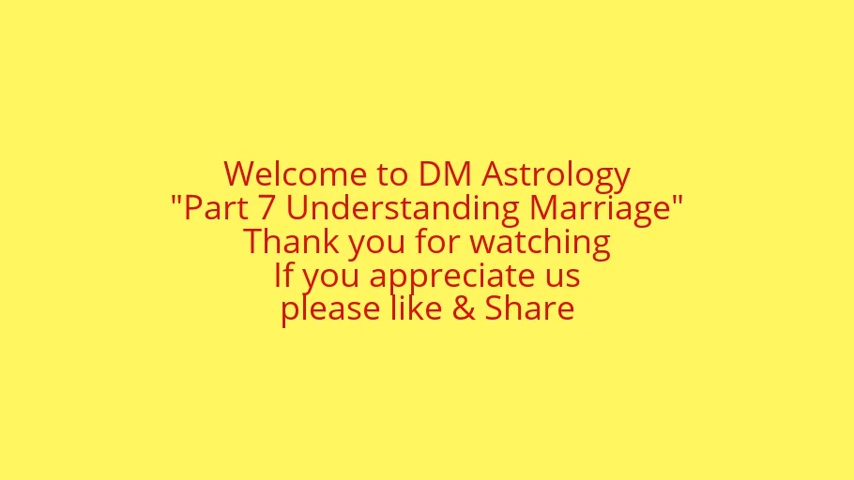 Welcome to DM Astrology
"Part 7 Understanding Marriage"
Thank you for watching
If you appreciate us
please like & Share